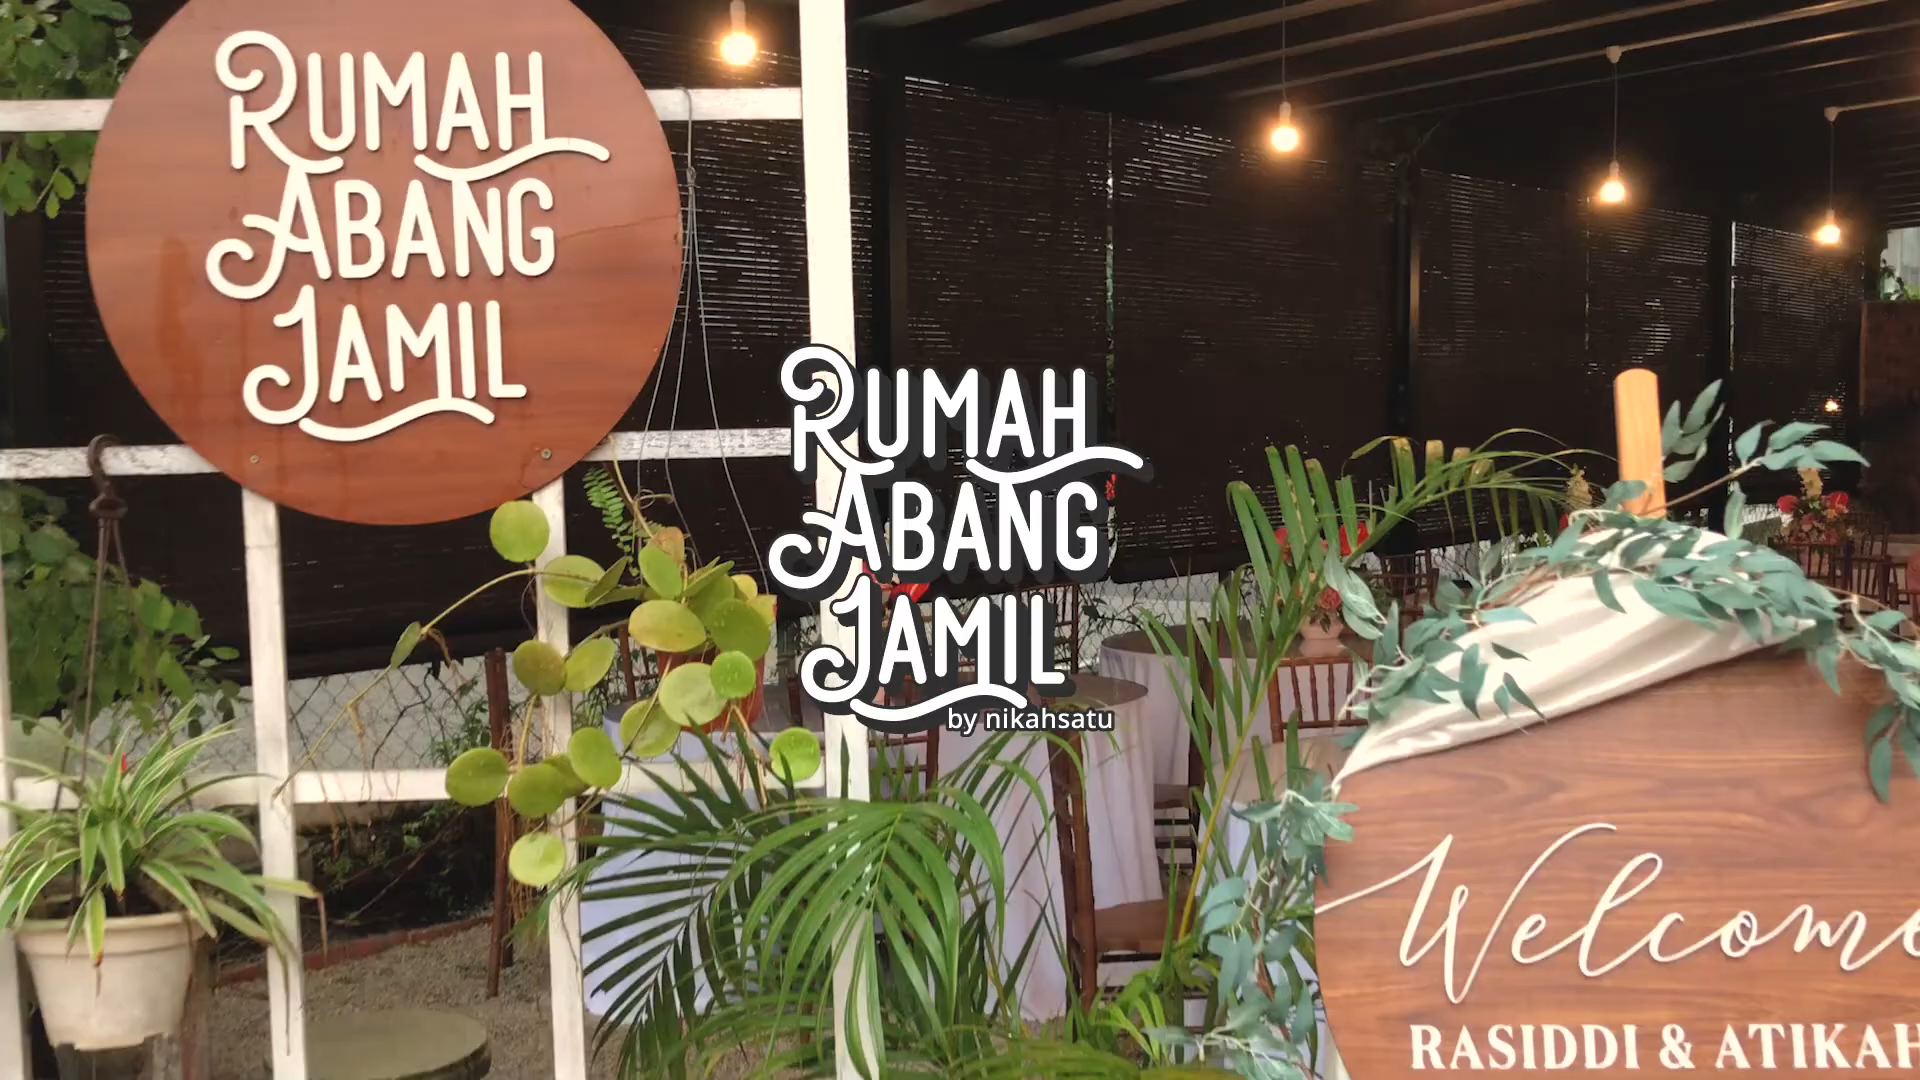 RUMAH
ABANG
JAMIL
RUMAH
ABANG
JAMIL
by nikahsatu
Welcome
RASIDDI & ATIKAH